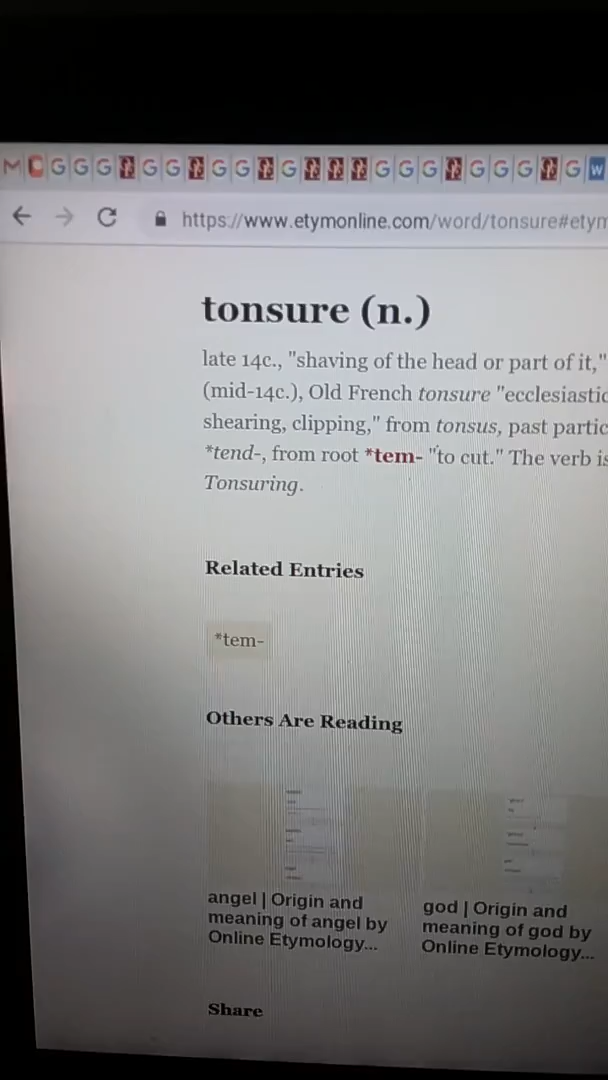 https://www.etymonline.com/word/tonsure#etym
tonsure (n.)
late 14c., "shaving of the head or part of it,"
(mid-14c.), Old French tonsure "ecclesiastic
shearing, clipping," from tonsus, past partic
*tend-, from root *tem- "to cut." The verb is
Tonsuring.
Related Entries
*tem-
Others Are Reading
angel | Origin and
meaning of angel by
Online Etymology...
god | Origin and
meaning of god by
Online Etymology...
Share